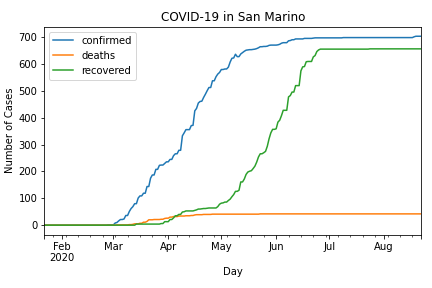 COVID-19 in San Marino
confirmed
deaths
recovered
Number of Cases
700
600
500
400
300
200
100
0
Feb
2020
Mar
Apr
May
Jun
Jul
Aug
Day